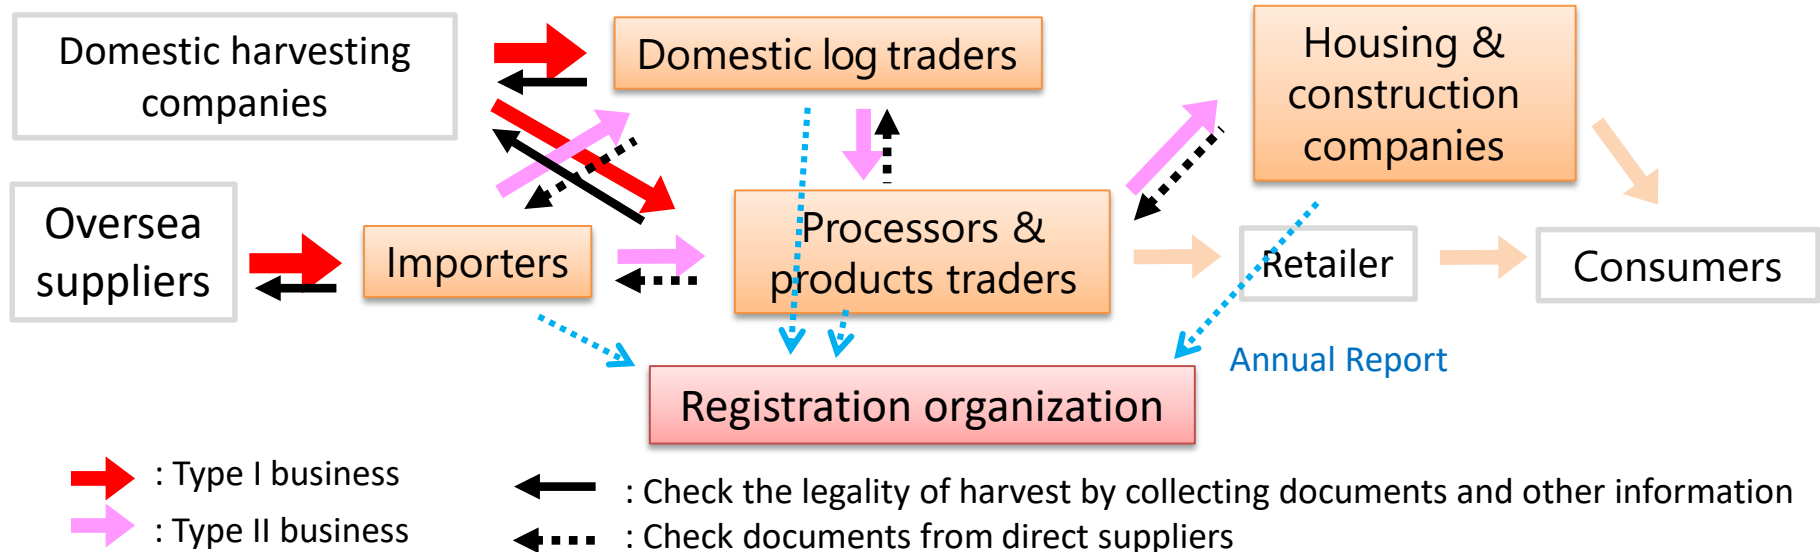 Domestic harvesting
companies
Domestic log traders
Housing &
construction
companies
Oversea
suppliers
Importers
Processors &
products traders
Retailer
Consumers
Annual Report
Registration organization
: Type I business
: Type II business
: Check the legality of harvest by collecting documents and other information
: Check documents from direct suppliers